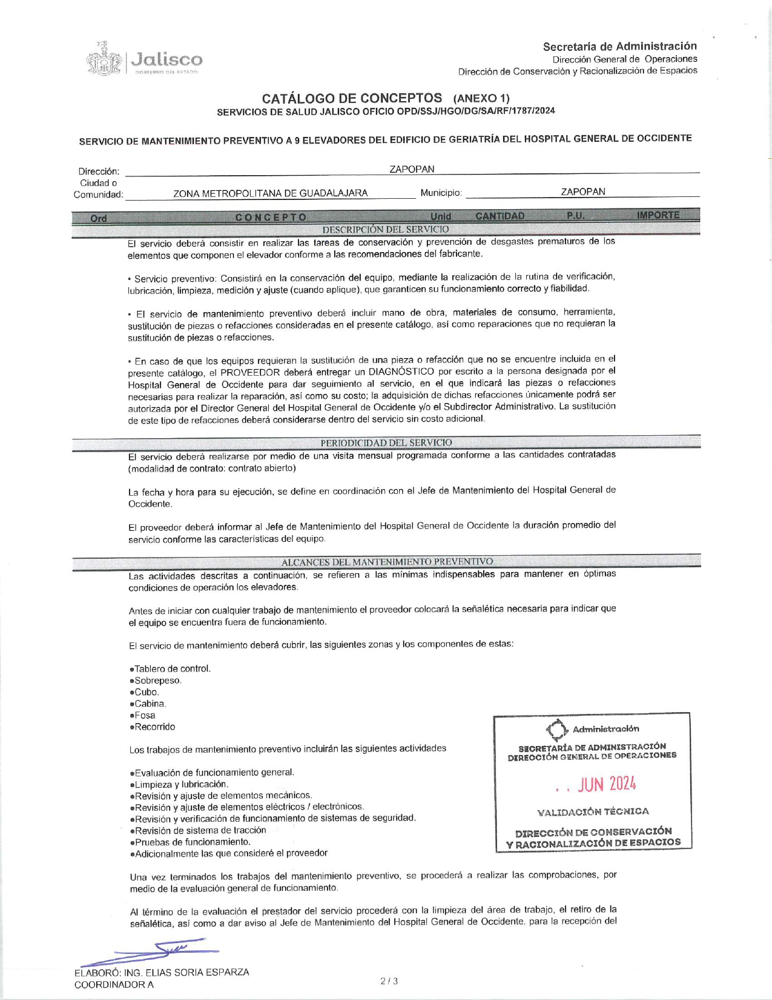 Jalisco
GOBIERNO DEL ESTADO
Secretaría de Administración
Dirección General de Operaciones
Dirección de Conservación y Racionalización de Espacios
CATÁLOGO DE CONCEPTOS (ANEXO 1)
SERVICIOS DE SALUD JALISCO OFICIO OPD/SSJ/HGO/DG/SA/RF/1787/2024
SERVICIO DE MANTENIMIENTO PREVENTIVO A 9 ELEVADORES DEL EDIFICIO DE GERIATRÍA DEL HOSPITAL GENERAL DE OCCIDENTE
Dirección: ZAPOPAN
Ciudad o
Comunidad: ZONA METROPOLITANA DE GUADALAJARA Municipio: ZAPOPAN
Ord CONCEPTO Unid CANTIDAD P.U. IMPORTE
DESCRIPCIÓN DEL SERVICIO
El servicio deberá consistir en realizar las tareas de conservación y prevención de desgastes prematuros de los
elementos que componen el elevador conforme a las recomendaciones del fabricante.
• Servicio preventivo: Consistirá en la conservación del equipo, mediante la realización de la rutina de verificación,
lubricación, limpieza, medición y ajuste (cuando aplique), que garanticen su funcionamiento correcto y fiabilidad.
• El servicio de mantenimiento preventivo deberá incluir mano de obra, materiales de consumo, herramienta,
sustitución de piezas o refacciones consideradas en el presente catálogo, así como reparaciones que no requieran la
sustitución de piezas o refacciones.
• En caso de que los equipos requieran la sustitución de una pieza o refacción que no se encuentre incluida en el
presente catálogo, el PROVEEDOR deberá entregar un DIAGNÓSTICO por escrito a la persona designada por el
Hospital General de Occidente para dar seguimiento al servicio, en el que indicará las piezas o refacciones
necesarias para realizar la reparación, así como su costo; la adquisición de dichas refacciones únicamente podrá ser
autorizada por el Director General del Hospital General de Occidente y/o el Subdirector Administrativo. La sustitución
de este tipo de refacciones deberá considerarse dentro del servicio sin costo adicional.
PERIODICIDAD DEL SERVICIO
El servicio deberá realizarse por medio de una visita mensual programada conforme a las cantidades contratadas
(modalidad de contrato: contrato abierto)
La fecha y hora para su ejecución, se define en coordinación con el Jefe de Mantenimiento del Hospital General de
Occidente.
El proveedor deberá informar al Jefe de Mantenimiento del Hospital General de Occidente la duración promedio del
servicio conforme las características del equipo.
ALCANCES DEL MANTENIMIENTO PREVENTIVO
Las actividades descritas a continuación, se refieren a las mínimas indispensables para mantener en óptimas
condiciones de operación los elevadores.
Antes de iniciar con cualquier trabajo de mantenimiento el proveedor colocará la señalética necesaria para indicar que
el equipo se encuentra fuera de funcionamiento.
El servicio de mantenimiento deberá cubrir, las siguientes zonas y los componentes de estas:
•Tablero de control.
•Sobrepeso.
•Cubo.
•Cabina.
•Fosa
•Recorrido
Los trabajos de mantenimiento preventivo incluirán las siguientes actividades
•Evaluación de funcionamiento general.
•Limpieza y lubricación.
•Revisión y ajuste de elementos mecánicos.
•Revisión y ajuste de elementos eléctricos / electrónicos.
•Revisión y verificación de funcionamiento de sistemas de seguridad.
•Revisión de sistema de tracción
•Pruebas de funcionamiento.
•Adicionalmente las que consideré el proveedor
Administración
SECRETARÍA DE ADMINISTRACIÓN
DIRECCIÓN GENERAL DE OPERACIONES
JUN 2024
VALIDACIÓN TÉCNICA
DIRECCIÓN DE CONSERVACIÓN
Y RACIONALIZACIÓN DE ESPACIOS
Una vez terminados los trabajos del mantenimiento preventivo, se procederá a realizar las comprobaciones, por
medio de la evaluación general de funcionamiento.
Al término de la evaluación el prestador del servicio procederá con la limpieza del área de trabajo, el retiro de la
señalética, así como a dar aviso al Jefe de Mantenimiento del Hospital General de Occidente, para la recepción del
ELABORÓ: ING. ELIAS SORIA ESPARZA
COORDINADOR A
2 / 3